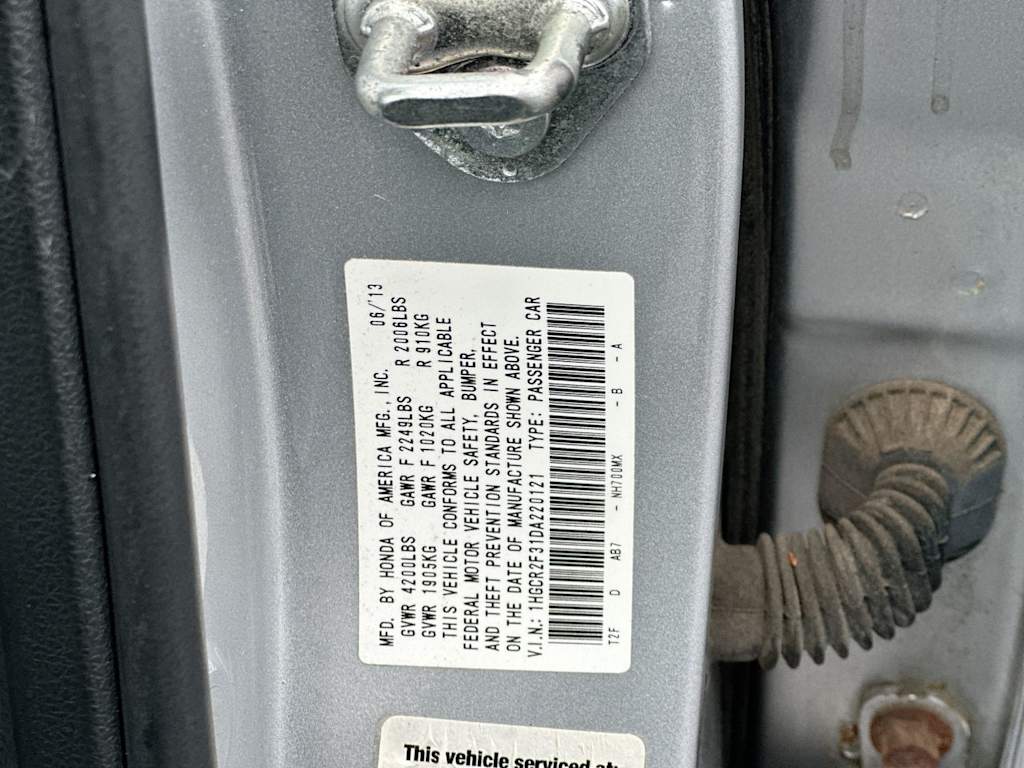 MFD. BY HONDA OF AMERICA MFG., INC. 06/13
GVWR 4200LBS GAWR F 2249LBS R 2006LBS
GVWR 1905KG GAWR F 1020KG R 910KG
THIS VEHICLE CONFORMS TO ALL APPLICABLE
FEDERAL MOTOR VEHICLE SAFETY, BUMPER,
AND THEFT PREVENTION STANDARDS IN EFFECT
ON THE DATE OF MANUFACTURE SHOWN ABOVE.
V.I.N.: 1HGCR2F31DA220121 TYPE: PASSENGER CAR
T2F D AB7 - NH700MX - B - A
This vehicle serviced at: